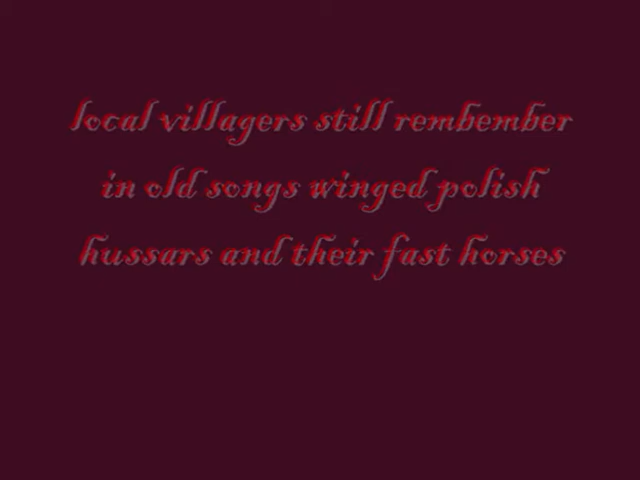 local villagers still rembember
in old songs winged polish
hussars and their fast horses